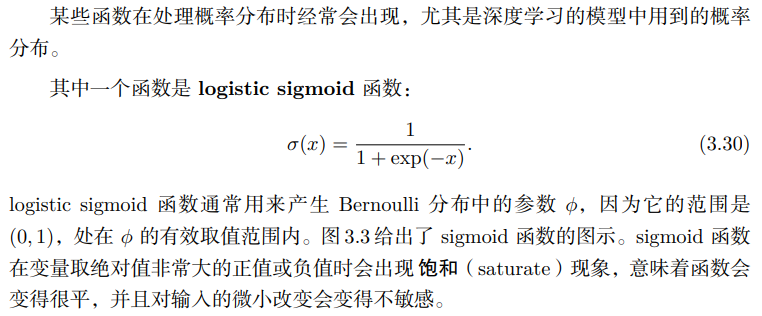 某些函数在处理概率分布时经常会出现，尤其是深度学习的模型中用到的概率
分布。
其中一个函数是 logistic sigmoid 函数：
σ(x) = 1 / (1 + exp(−x)). (3.30)
logistic sigmoid 函数通常用来产生 Bernoulli 分布中的参数 ϕ，因为它的范围是
(0, 1)，处在 ϕ 的有效取值范围内。图 3.3 给出了 sigmoid 函数的图示。sigmoid 函数
在变量取绝对值非常大的正值或负值时会出现 饱和（saturate）现象，意味着函数会
变得很平，并且对输入的微小改变会变得不敏感。